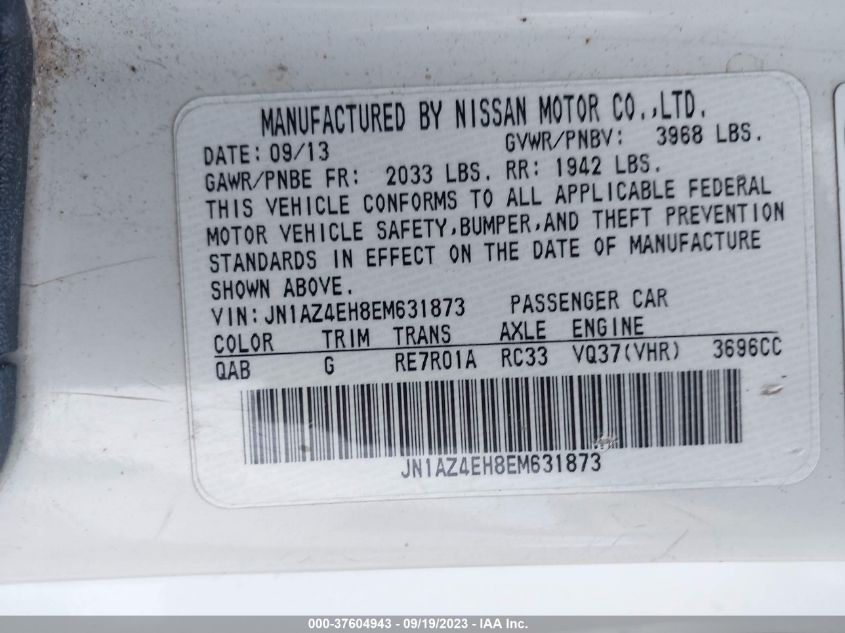 MANUFACTURED BY NISSAN MOTOR CO.,LTD.
DATE: 09/13 GVWR/PNBV: 3968 LBS.
GAWR/PNBE FR: 2033 LBS. RR: 1942 LBS.
THIS VEHICLE CONFORMS TO ALL APPLICABLE FEDERAL
MOTOR VEHICLE SAFETY,BUMPER,AND THEFT PREVENTION
STANDARDS IN EFFECT ON THE DATE OF MANUFACTURE
SHOWN ABOVE.
VIN: JN1AZ4EH8EM631873 PASSENGER CAR
COLOR TRIM TRANS AXLE ENGINE
QAB G RE7R01A RC33 VQ37(VHR) 3696CC
JN1AZ4EH8EM631873
000-37604943 - 09/19/2023 - IAAI.com